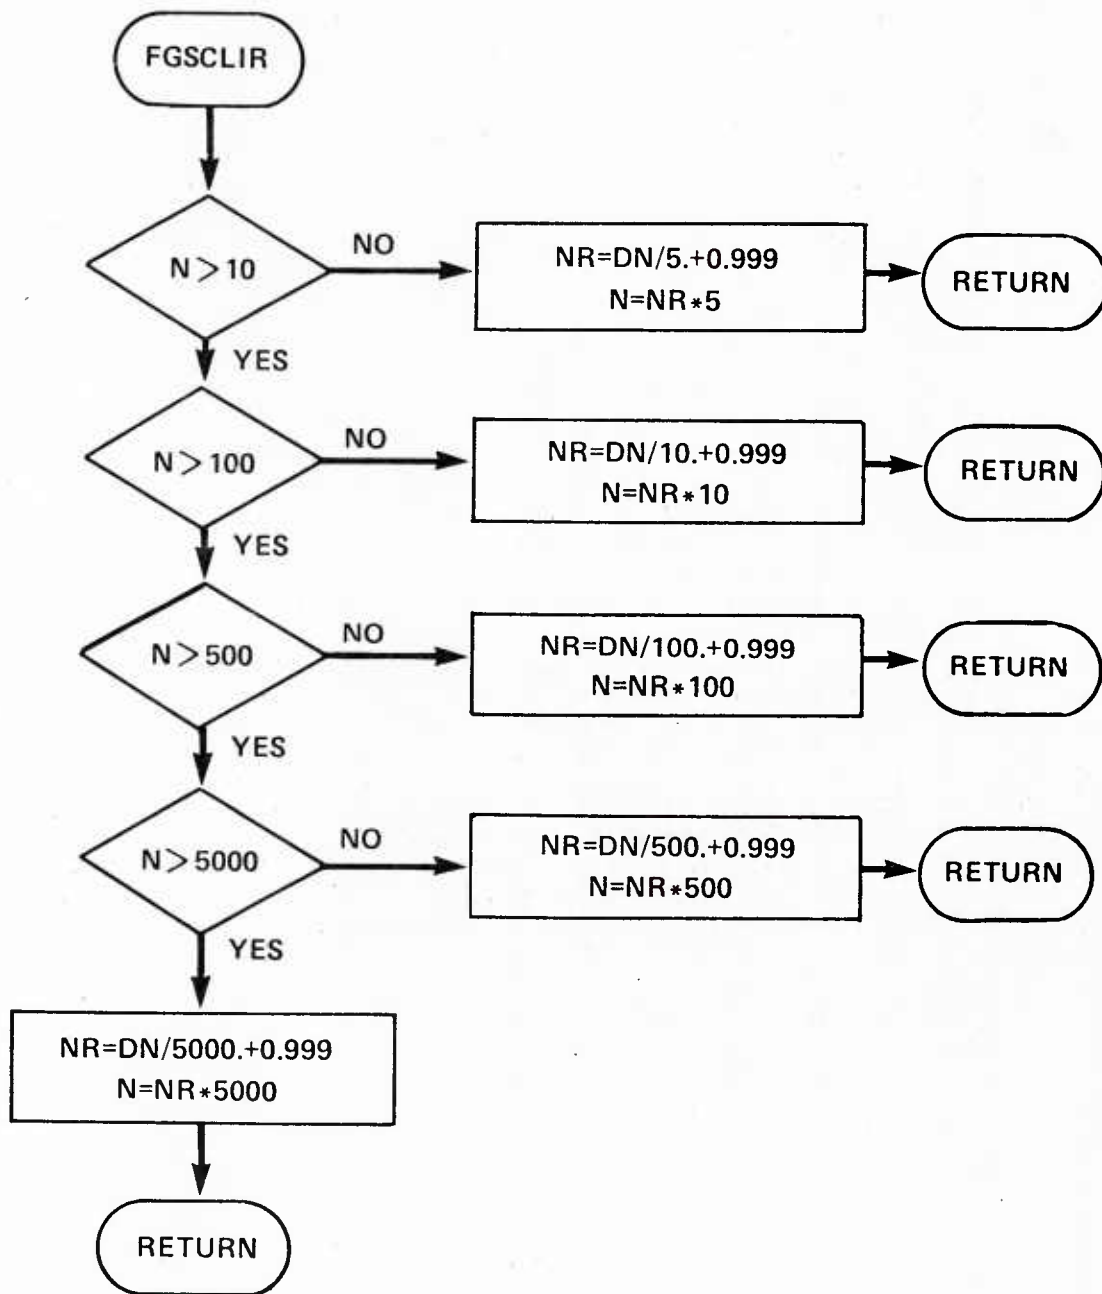 FGSCLIR
N > 10
NO
NR=DN/5.+0.999
N=NR*5
RETURN
YES
N > 100
NO
NR=DN/10.+0.999
N=NR*10
RETURN
YES
N > 500
NO
NR=DN/100.+0.999
N=NR*100
RETURN
YES
N > 5000
NO
NR=DN/500.+0.999
N=NR*500
RETURN
YES
NR=DN/5000.+0.999
N=NR*5000
RETURN